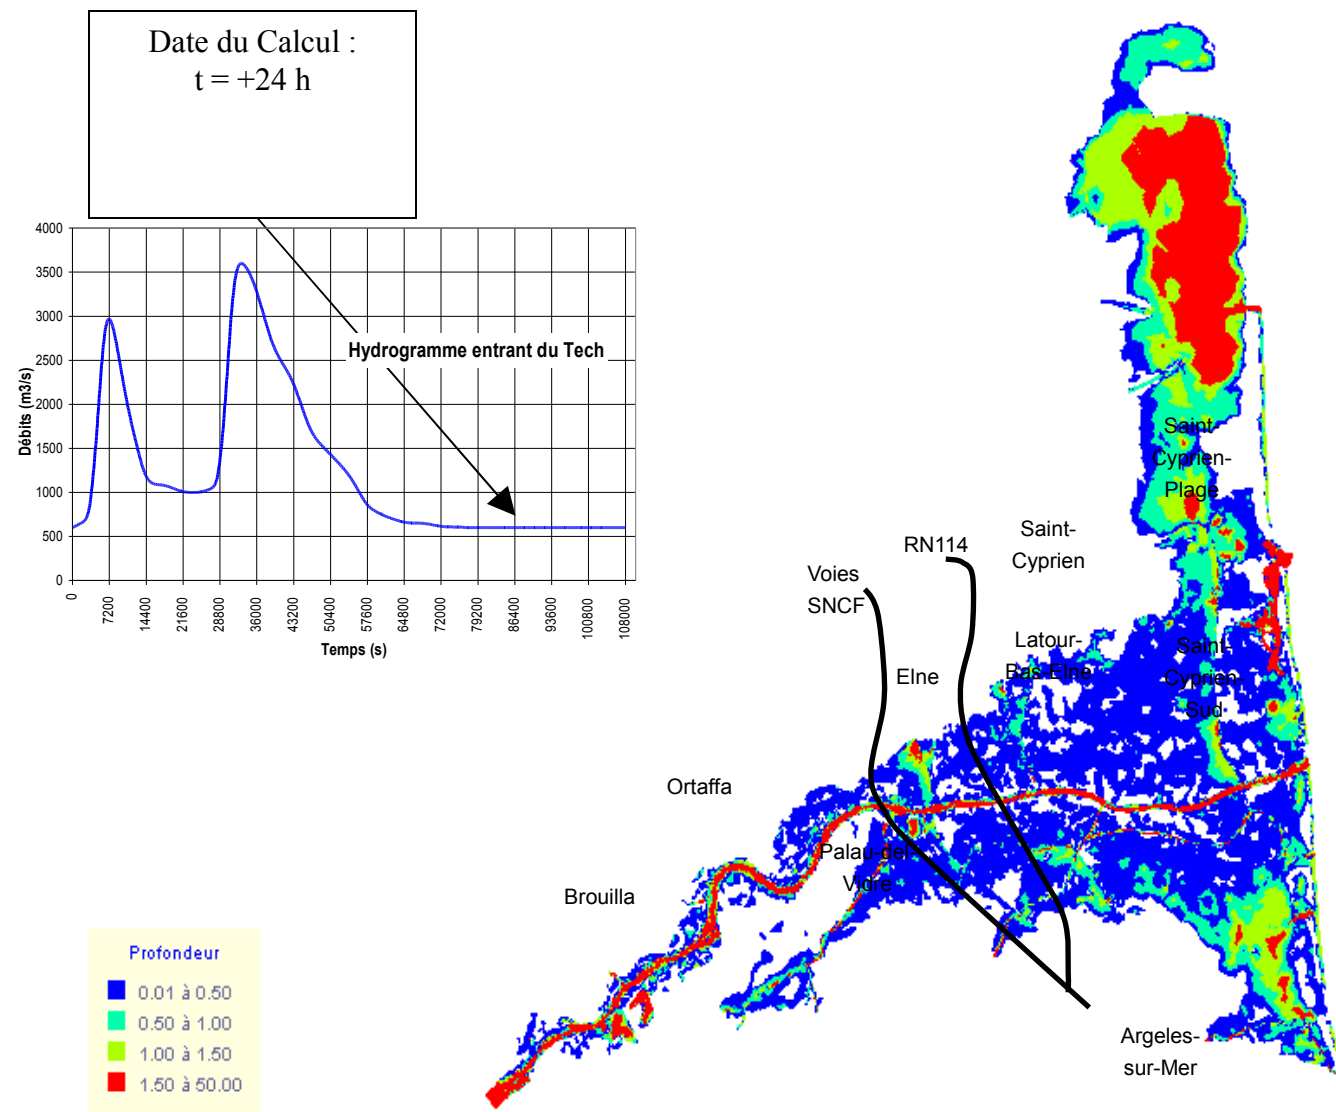 Date du Calcul :
t = +24 h
4000
3500
3000
2500
2000
1500
1000
500
0
Débits (m3/s)
Hydrogramme entrant du Tech
0
7200
14400
21600
28800
36000
43200
50400
57600
64800
72000
79200
86400
93600
100800
108000
Temps (s)
Saint-
Cyprien-
Plage
RN114
Saint-
Cyprien
Voies
SNCF
Latour-
Bas Elne
Elne
Saint-
Cyprien
Sud
Ortaffa
Palau-del
Vidre
Brouilla
Argeles-
sur-Mer
Profondeur
0.01 à 0.50
0.50 à 1.00
1.00 à 1.50
1.50 à 50.00